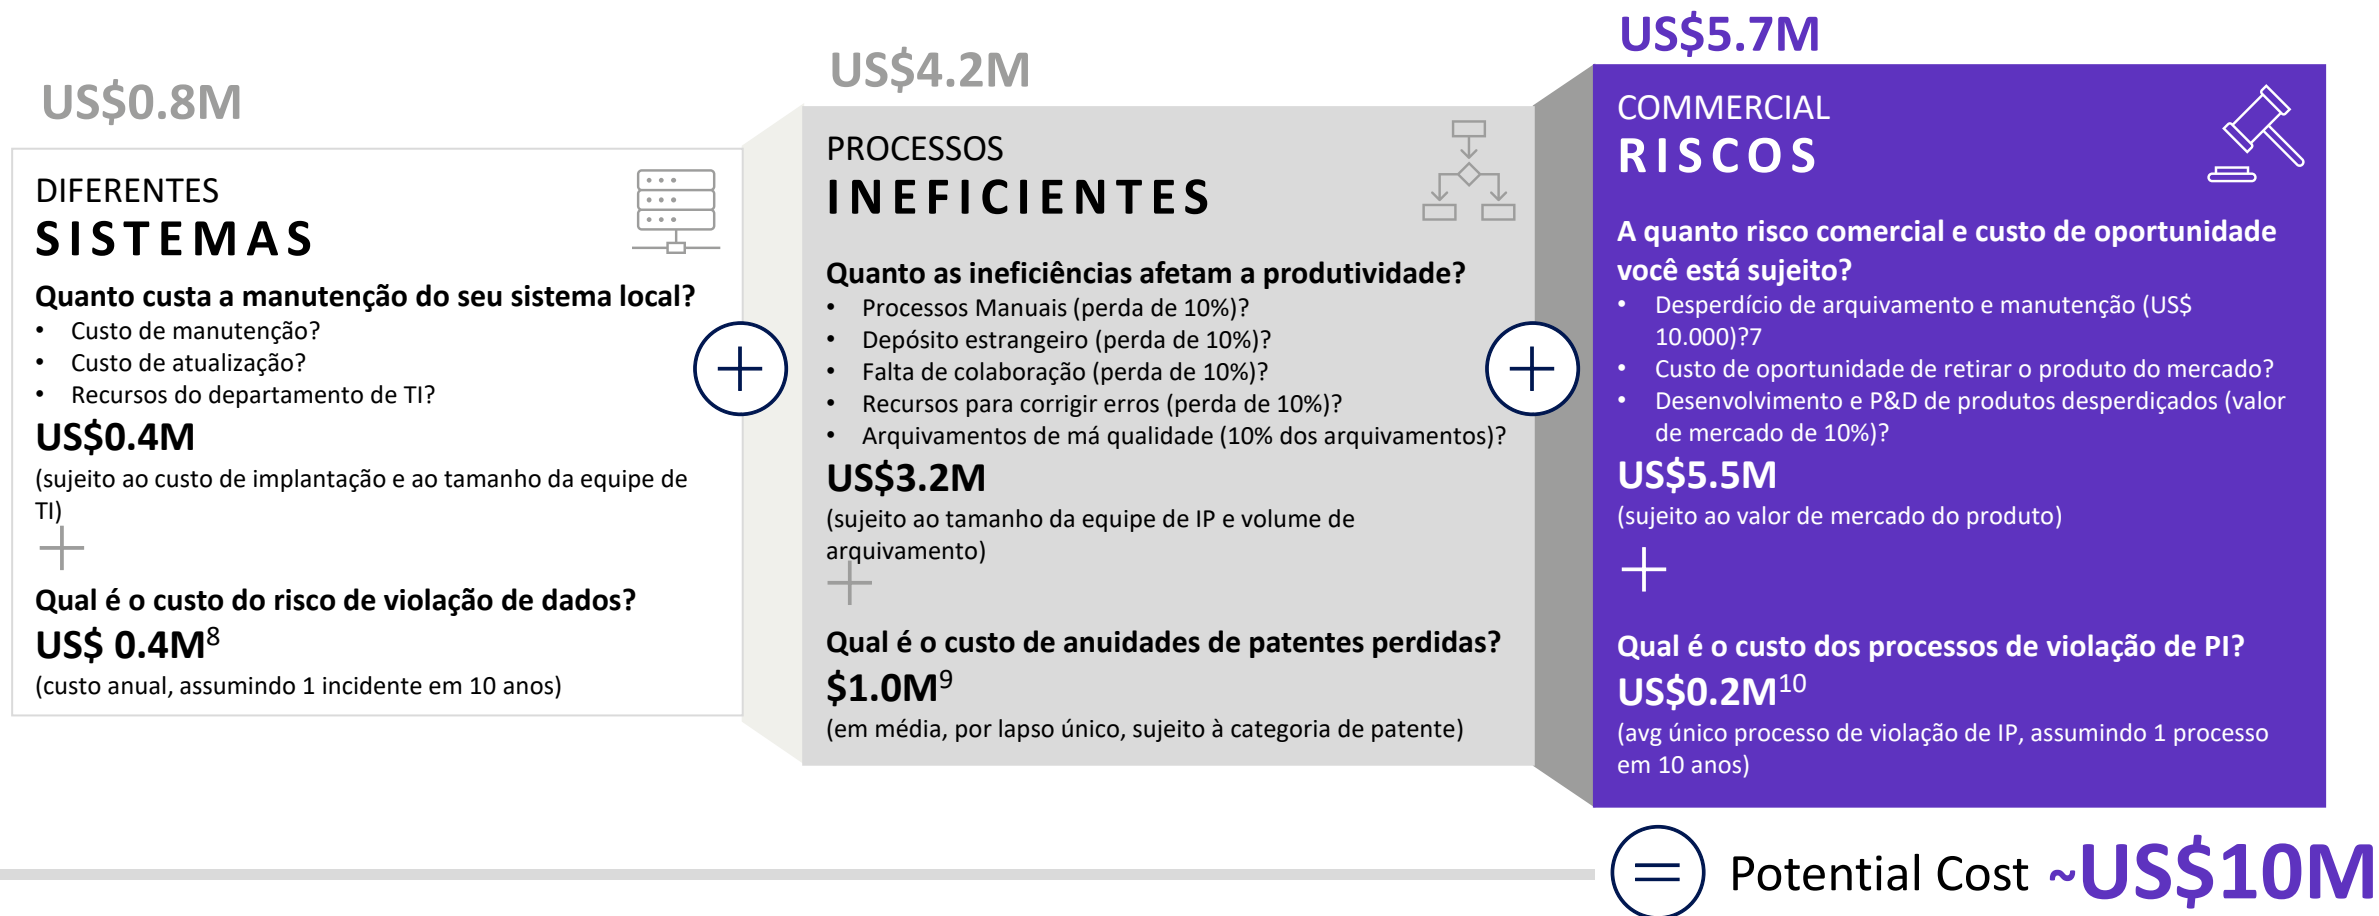 US$0.8M
DIFERENTES
SISTEMAS
Quanto custa a manutenção do seu sistema local?
• Custo de manutenção?
• Custo de atualização?
• Recursos do departamento de TI?
US$0.4M
(sujeito ao custo de implantação e ao tamanho da equipe de
TI)
+
Qual é o custo do risco de violação de dados?
US$ 0.4M8
(custo anual, assumindo 1 incidente em 10 anos)
+
US$4.2M
PROCESSOS
INEFICIENTES
Quanto as ineficiências afetam a produtividade?
• Processos Manuais (perda de 10%)?
• Depósito estrangeiro (perda de 10%)?
• Falta de colaboração (perda de 10%)?
• Recursos para corrigir erros (perda de 10%)?
• Arquivamentos de má qualidade (10% dos arquivamentos)?
US$3.2M
(sujeito ao tamanho da equipe de IP e volume de
arquivamento)
+
Qual é o custo de anuidades de patentes perdidas?
$1.0M9
(em média, por lapso único, sujeito à categoria de patente)
+
US$5.7M
COMMERCIAL
RISCOS
A quanto risco comercial e custo de oportunidade
você está sujeito?
• Desperdício de arquivamento e manutenção (US$
10.000)?7
• Custo de oportunidade de retirar o produto do mercado?
• Desenvolvimento e P&D de produtos desperdiçados (valor
de mercado de 10%)?
US$5.5M
(sujeito ao valor de mercado do produto)
+
Qual é o custo dos processos de violação de PI?
US$0.2M10
(avg único processo de violação de IP, assumindo 1 processo
em 10 anos)
= Potential Cost ~US$10M